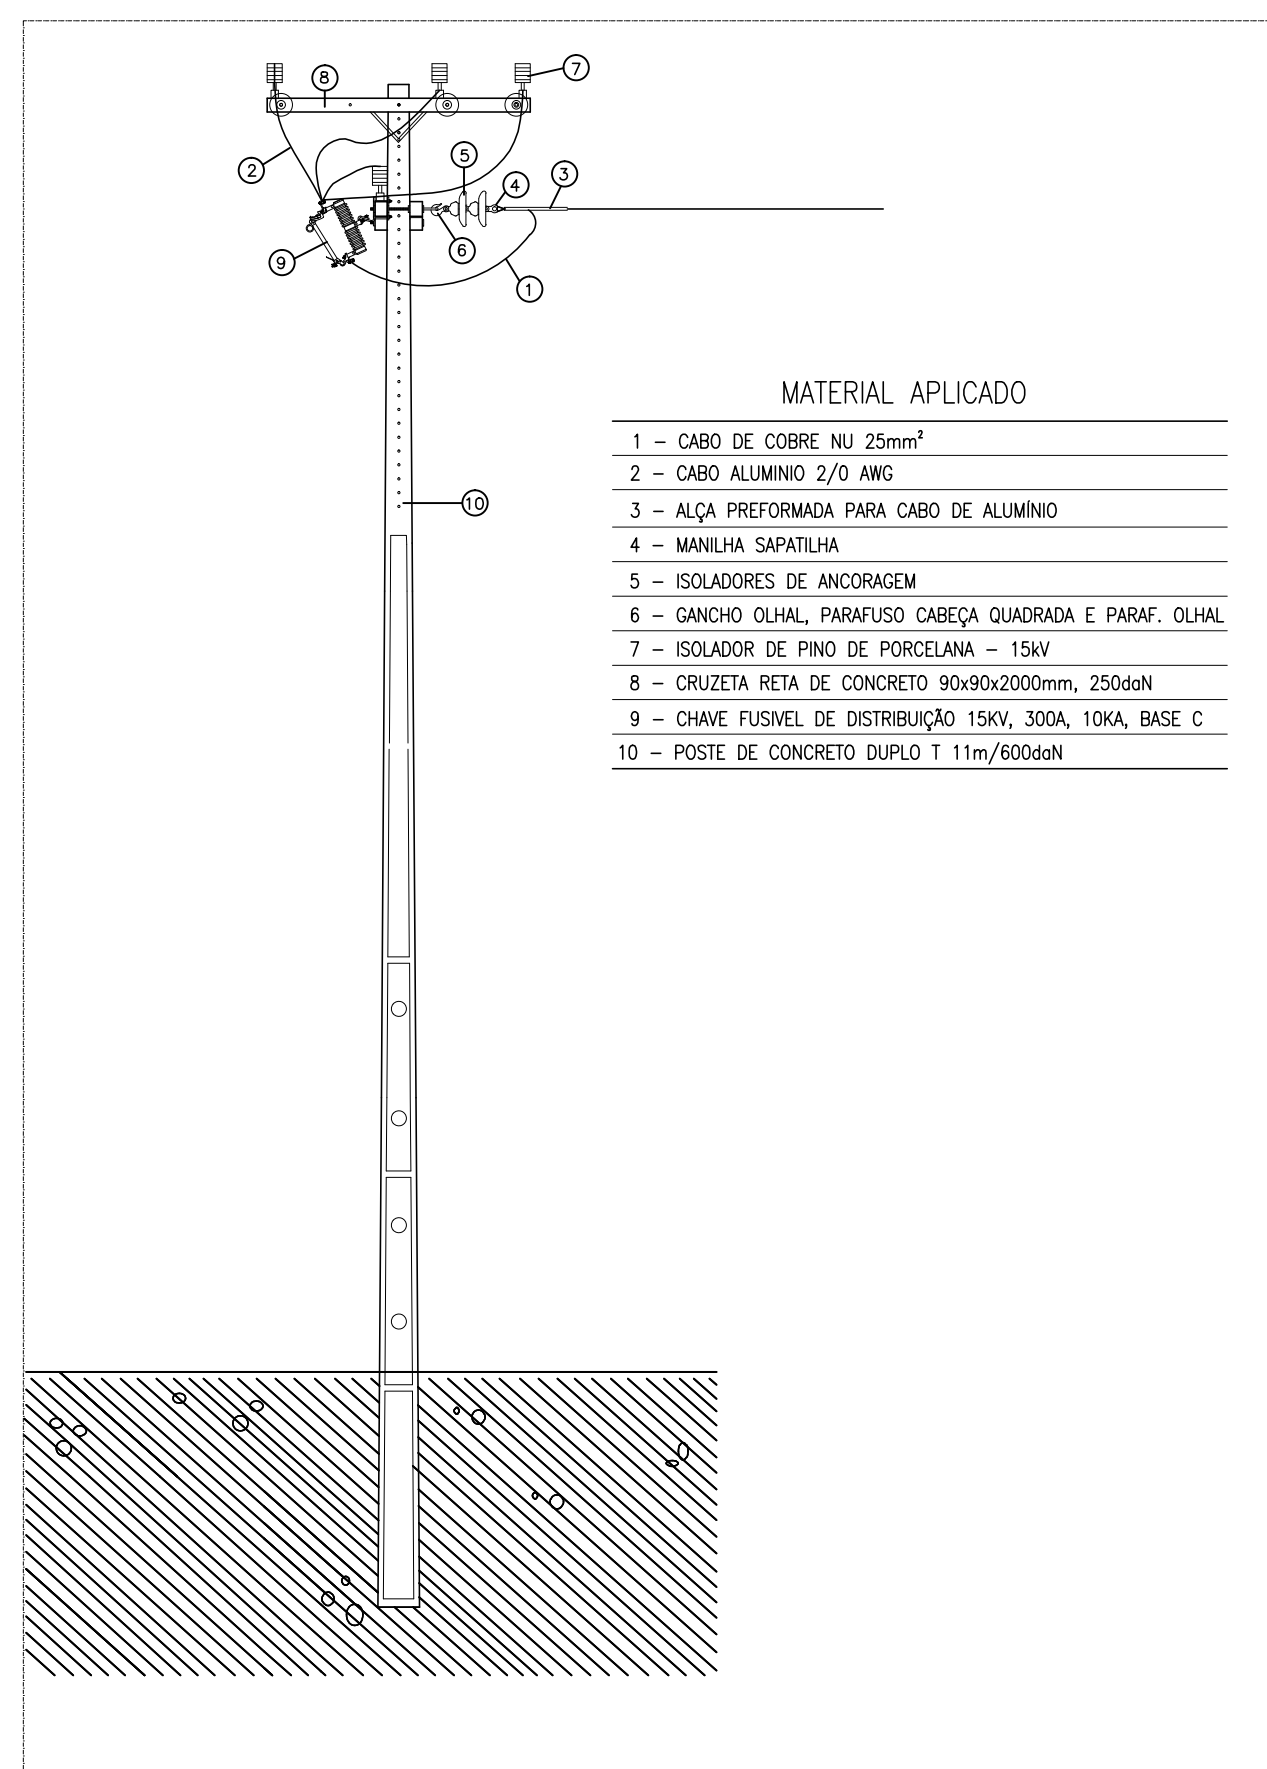 7
8
5
2
4
3
6
9
1
MATERIAL APLICADO
1 – CABO DE COBRE NU 25mm²
2 – CABO ALUMINIO 2/0 AWG
10
3 – ALÇA PREFORMADA PARA CABO DE ALUMÍNIO
4 – MANILHA SAPATILHA
5 – ISOLADORES DE ANCORAGEM
6 – GANCHO OLHAL, PARAFUSO CABEÇA QUADRADA E PARAF. OLHAL
7 – ISOLADOR DE PINO DE PORCELANA – 15kV
8 – CRUZETA RETA DE CONCRETO 90x90x2000mm, 250daN
9 – CHAVE FUSIVEL DE DISTRIBUIÇÃO 15KV, 300A, 10KA, BASE C
10 – POSTE DE CONCRETO DUPLO T 11m/600daN